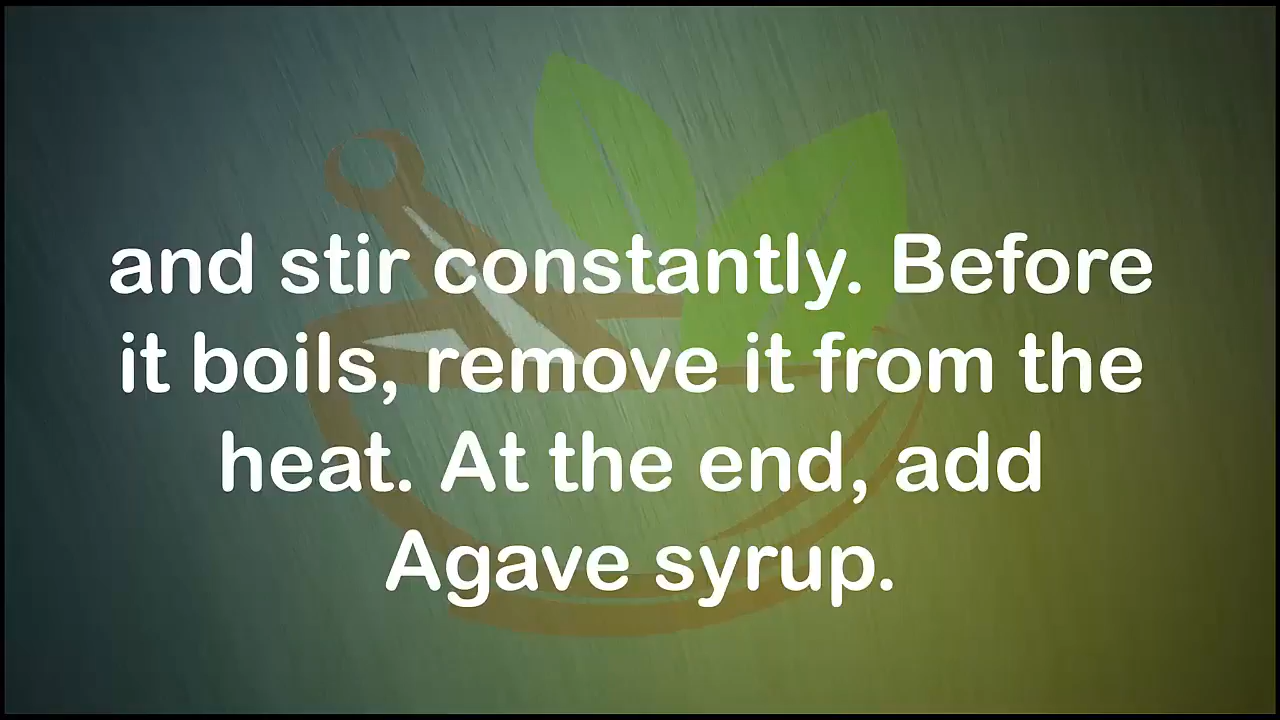 and stir constantly. Before
it boils, remove it from the
heat. At the end, add
Agave syrup.